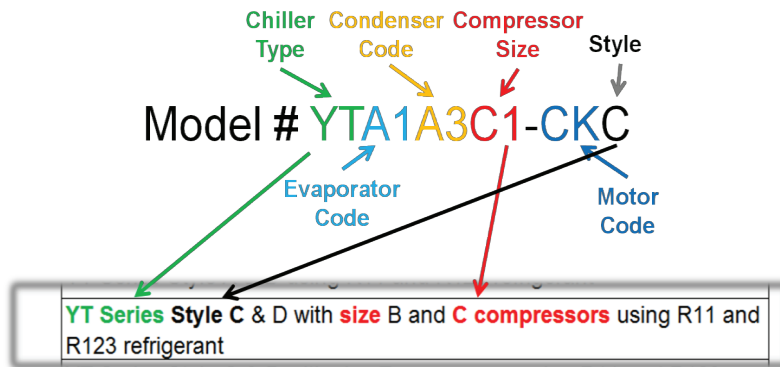 Chiller Type
Condenser Code
Compressor Size
Style
Model # YTA1A3C1-CKC
Evaporator Code
Motor Code
YT Series Style C & D with size B and C compressors using R11 and
R123 refrigerant